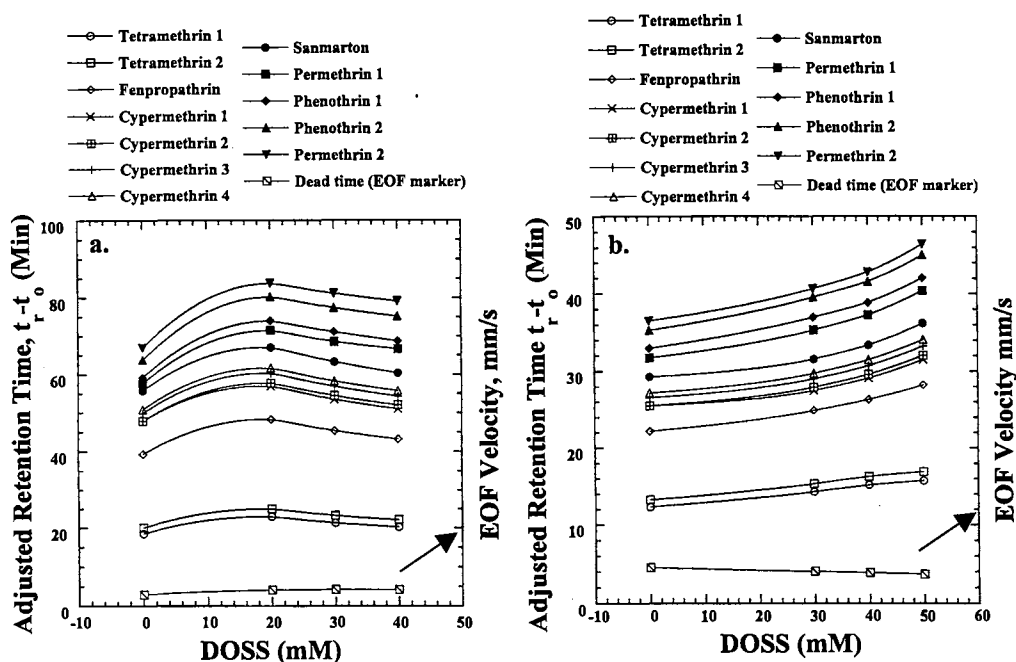 Tetramethrin 1
Tetramethrin 2
Fenpropathrin
Cypermethrin 1
Cypermethrin 2
Cypermethrin 3
Cypermethrin 4
Sanmarton
Permethrin 1
Phenothrin 1
Phenothrin 2
Permethrin 2
Dead time (EOF marker)
a.
Adjusted Retention Time, t_r-t_o (Min)
100
80
60
40
20
0
-10 0 10 20 30 40 50
DOSS (mM)
EOF Velocity, mm/s
Tetramethrin 1
Tetramethrin 2
Fenpropathrin
Cypermethrin 1
Cypermethrin 2
Cypermethrin 3
Cypermethrin 4
Sanmarton
Permethrin 1
Phenothrin 1
Phenothrin 2
Permethrin 2
Dead time (EOF marker)
b.
Adjusted Retention Time t_r-t_o (Min)
50
40
30
20
10
0
-10 0 10 20 30 40 50 60
DOSS (mM)
EOF Velocity mm/s